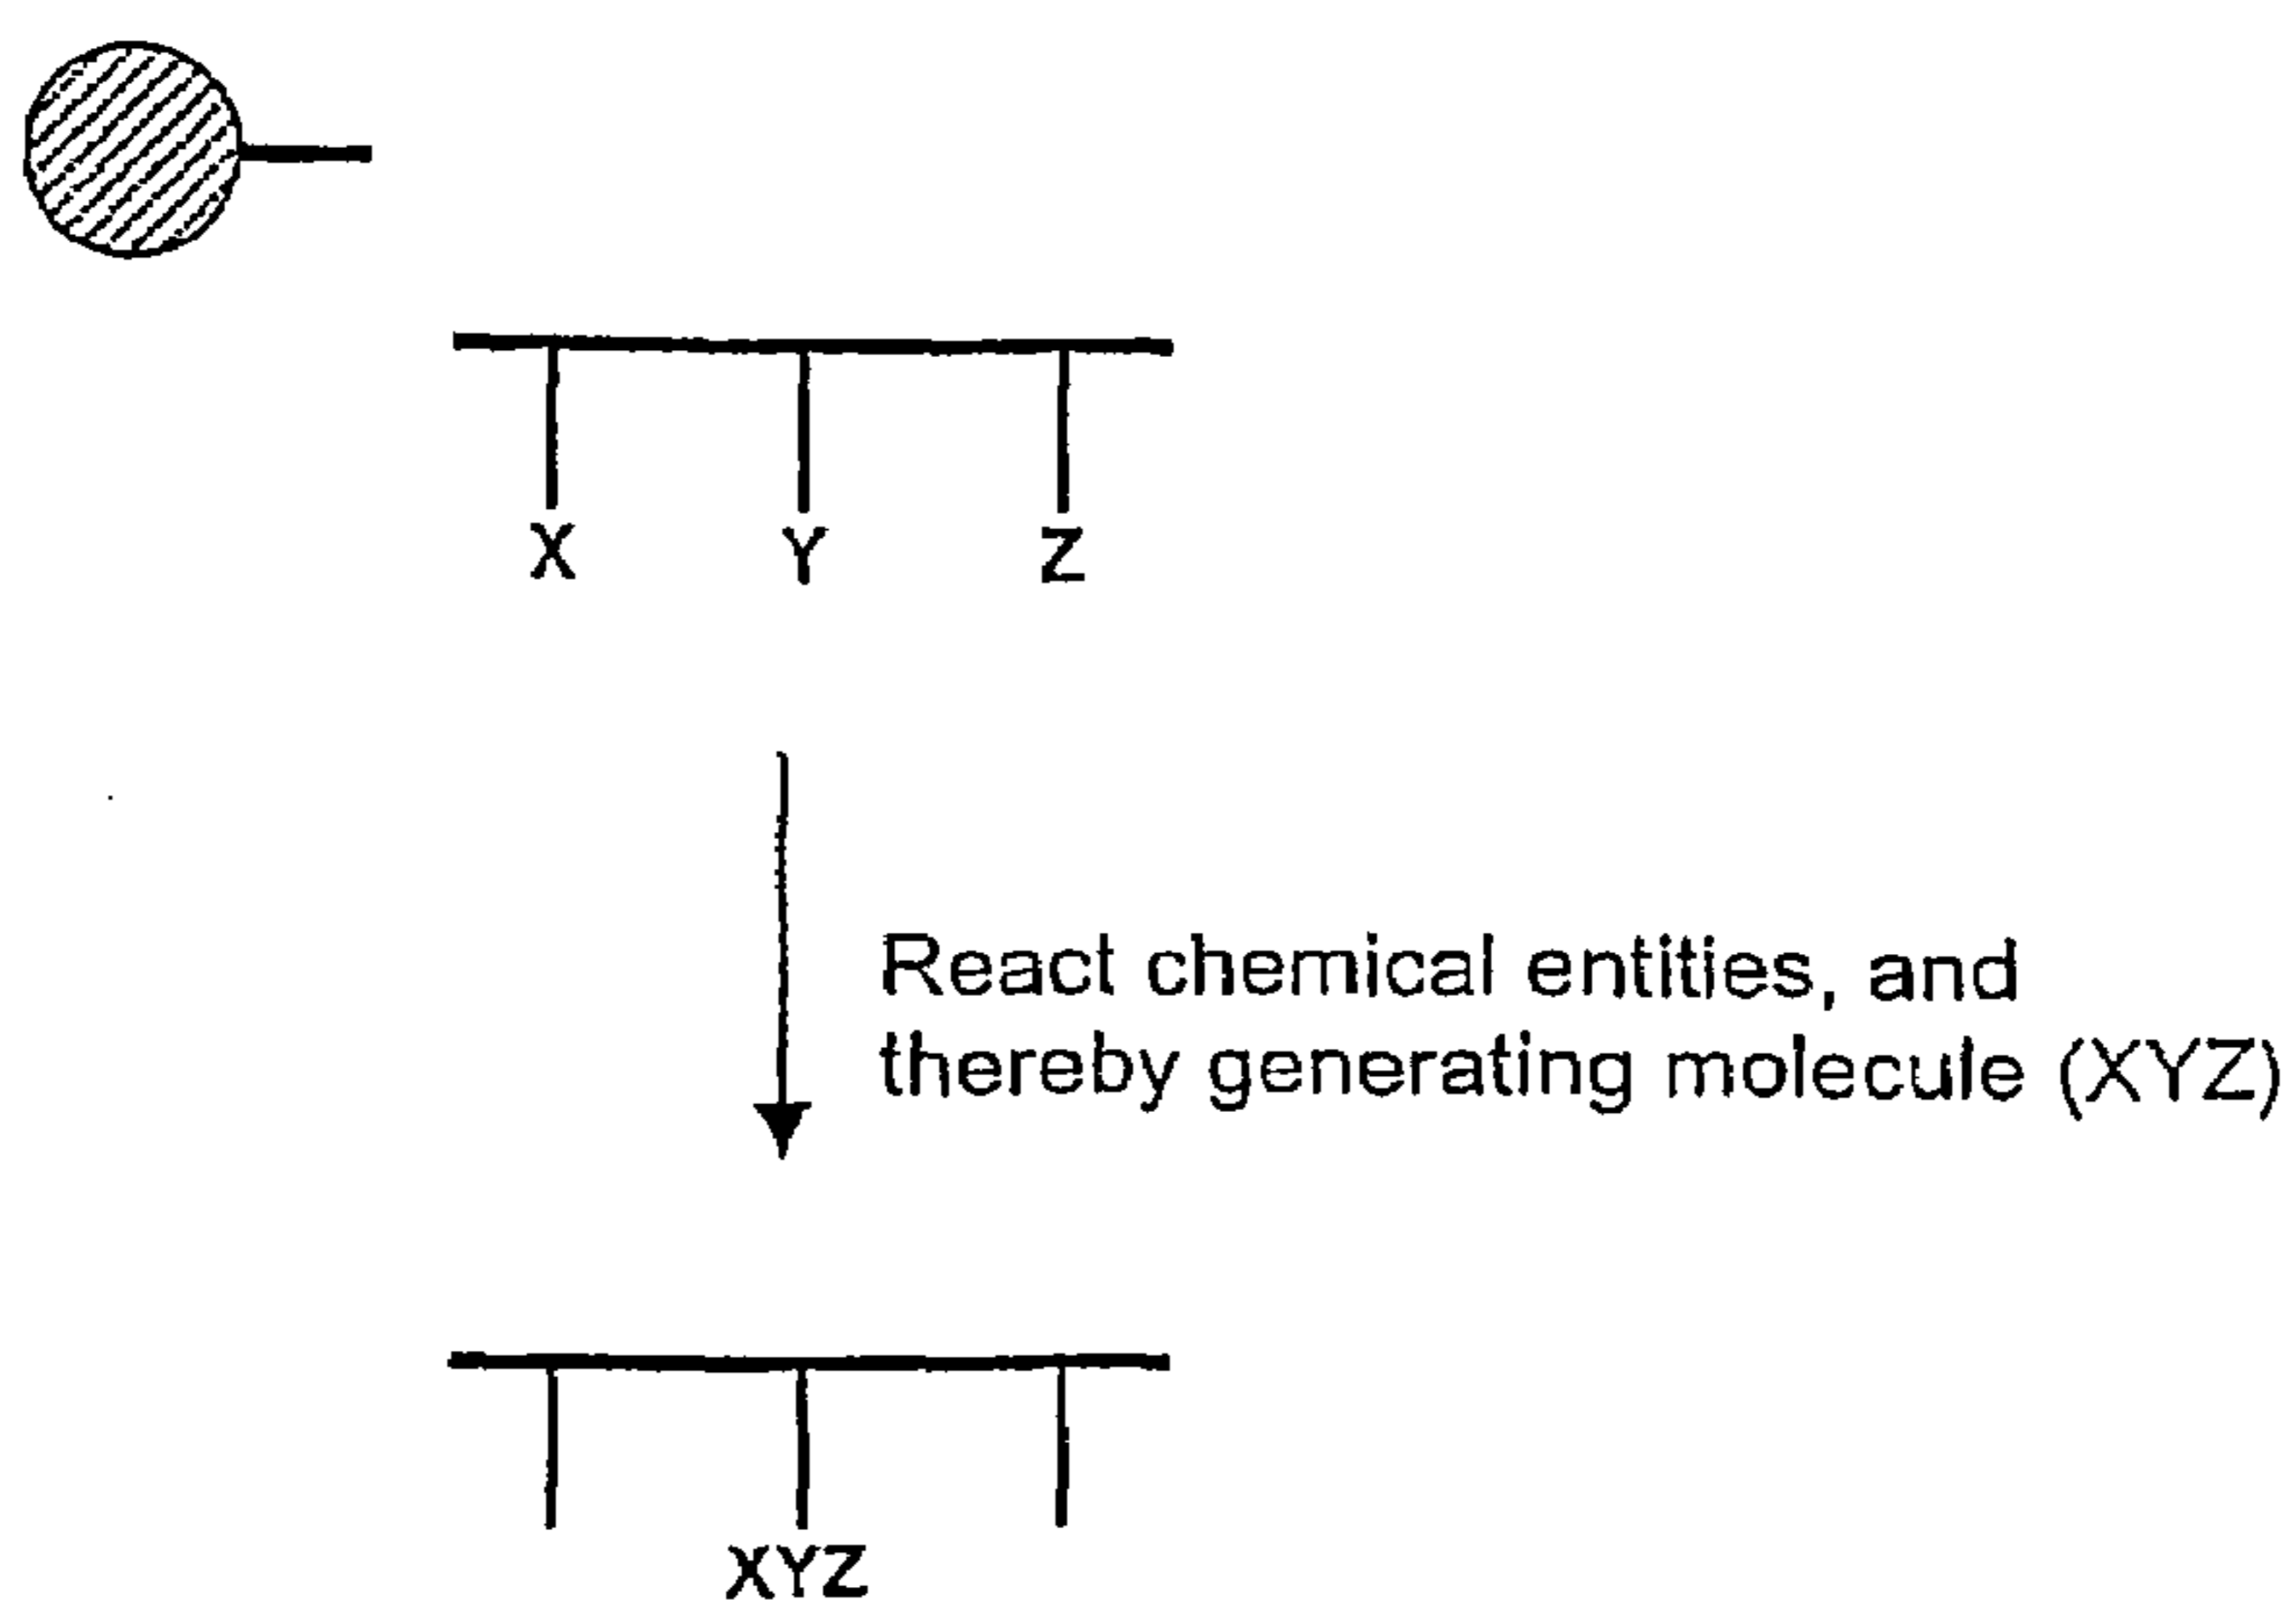 X Y Z
React chemical entities, and
thereby generating molecule (XYZ)
XYZ